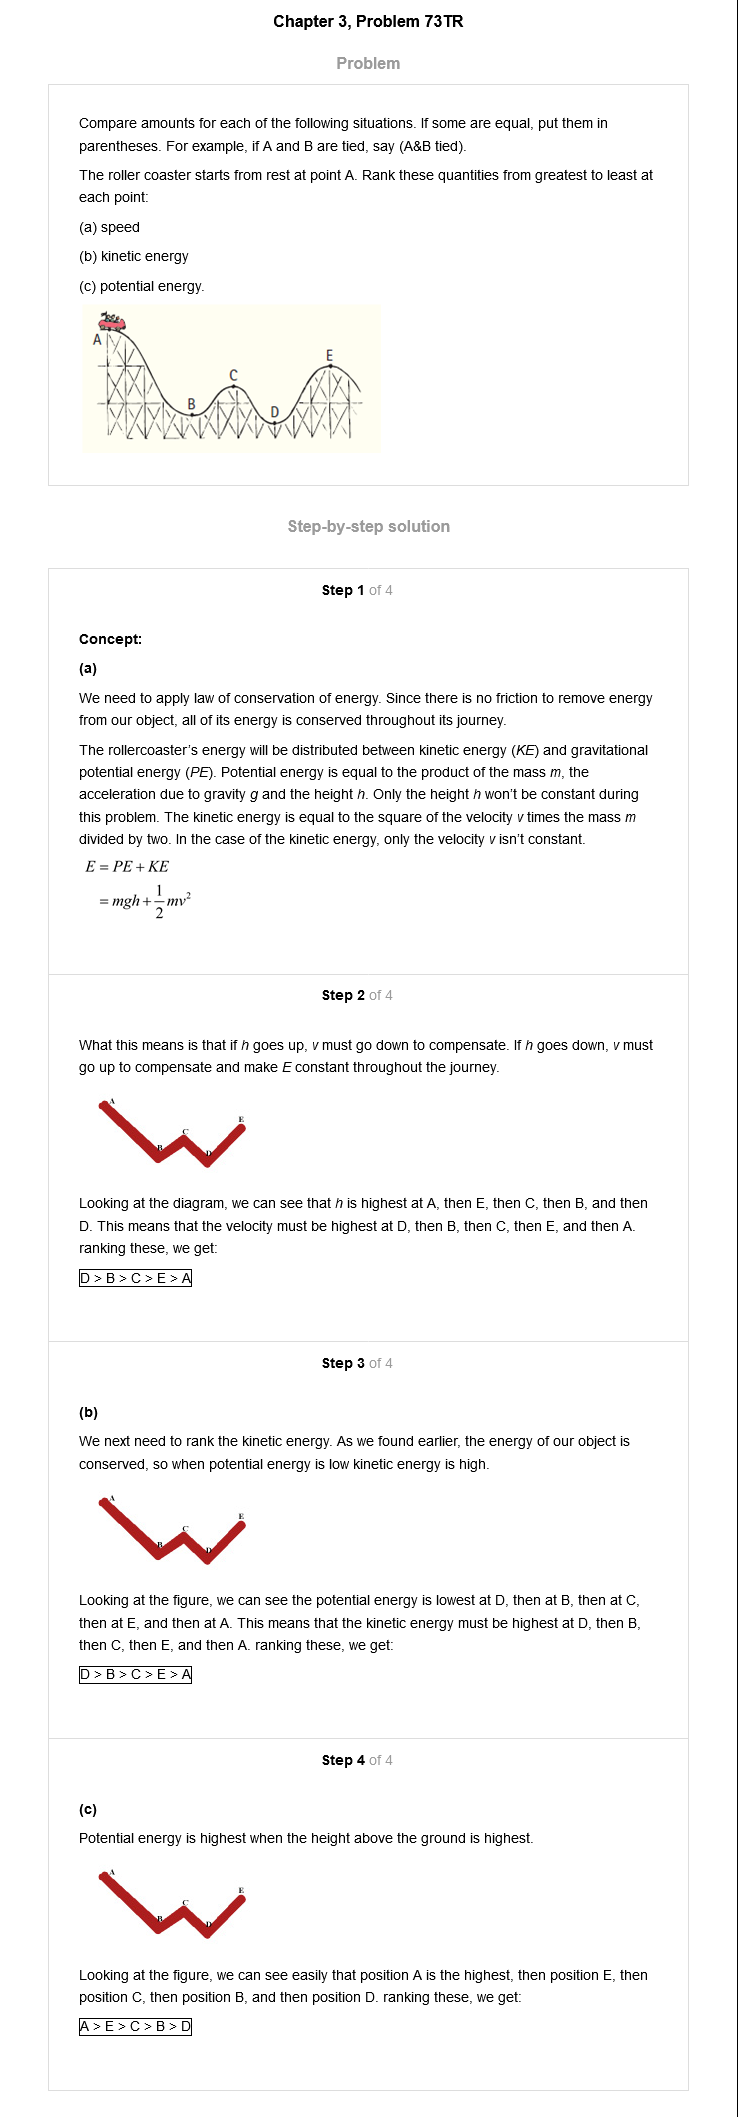 Chapter 3, Problem 73TR
Problem
Compare amounts for each of the following situations. If some are equal, put them in
parentheses. For example, if A and B are tied, say (A&B tied).
The roller coaster starts from rest at point A. Rank these quantities from greatest to least at
each point:
(a) speed
(b) kinetic energy
(c) potential energy.
A
E
C
B
D
Step-by-step solution
Step 1 of 4
Concept:
(a)
We need to apply law of conservation of energy. Since there is no friction to remove energy
from our object, all of its energy is conserved throughout its journey.
The rollercoaster's energy will be distributed between kinetic energy (KE) and gravitational
potential energy (PE). Potential energy is equal to the product of the mass m, the
acceleration due to gravity g and the height h. Only the height h won't be constant during
this problem. The kinetic energy is equal to the square of the velocity v times the mass m
divided by two. In the case of the kinetic energy, only the velocity v isn't constant.
E = PE + KE
= mgh + 1/2 mv²
Step 2 of 4
What this means is that if h goes up, v must go down to compensate. If h goes down, v must
go up to compensate and make E constant throughout the journey.
A
E
C
B
D
Looking at the diagram, we can see that h is highest at A, then E, then C, then B, and then
D. This means that the velocity must be highest at D, then B, then C, then E, and then A.
ranking these, we get:
D > B > C > E > A
Step 3 of 4
(b)
We next need to rank the kinetic energy. As we found earlier, the energy of our object is
conserved, so when potential energy is low kinetic energy is high.
A
E
C
B
D
Looking at the figure, we can see the potential energy is lowest at D, then at B, then at C,
then at E, and then at A. This means that the kinetic energy must be highest at D, then B,
then C, then E, and then A. ranking these, we get:
D > B > C > E > A
Step 4 of 4
(c)
Potential energy is highest when the height above the ground is highest.
A
E
C
B
D
Looking at the figure, we can see easily that position A is the highest, then position E, then
position C, then position B, and then position D. ranking these, we get:
A > E > C > B > D